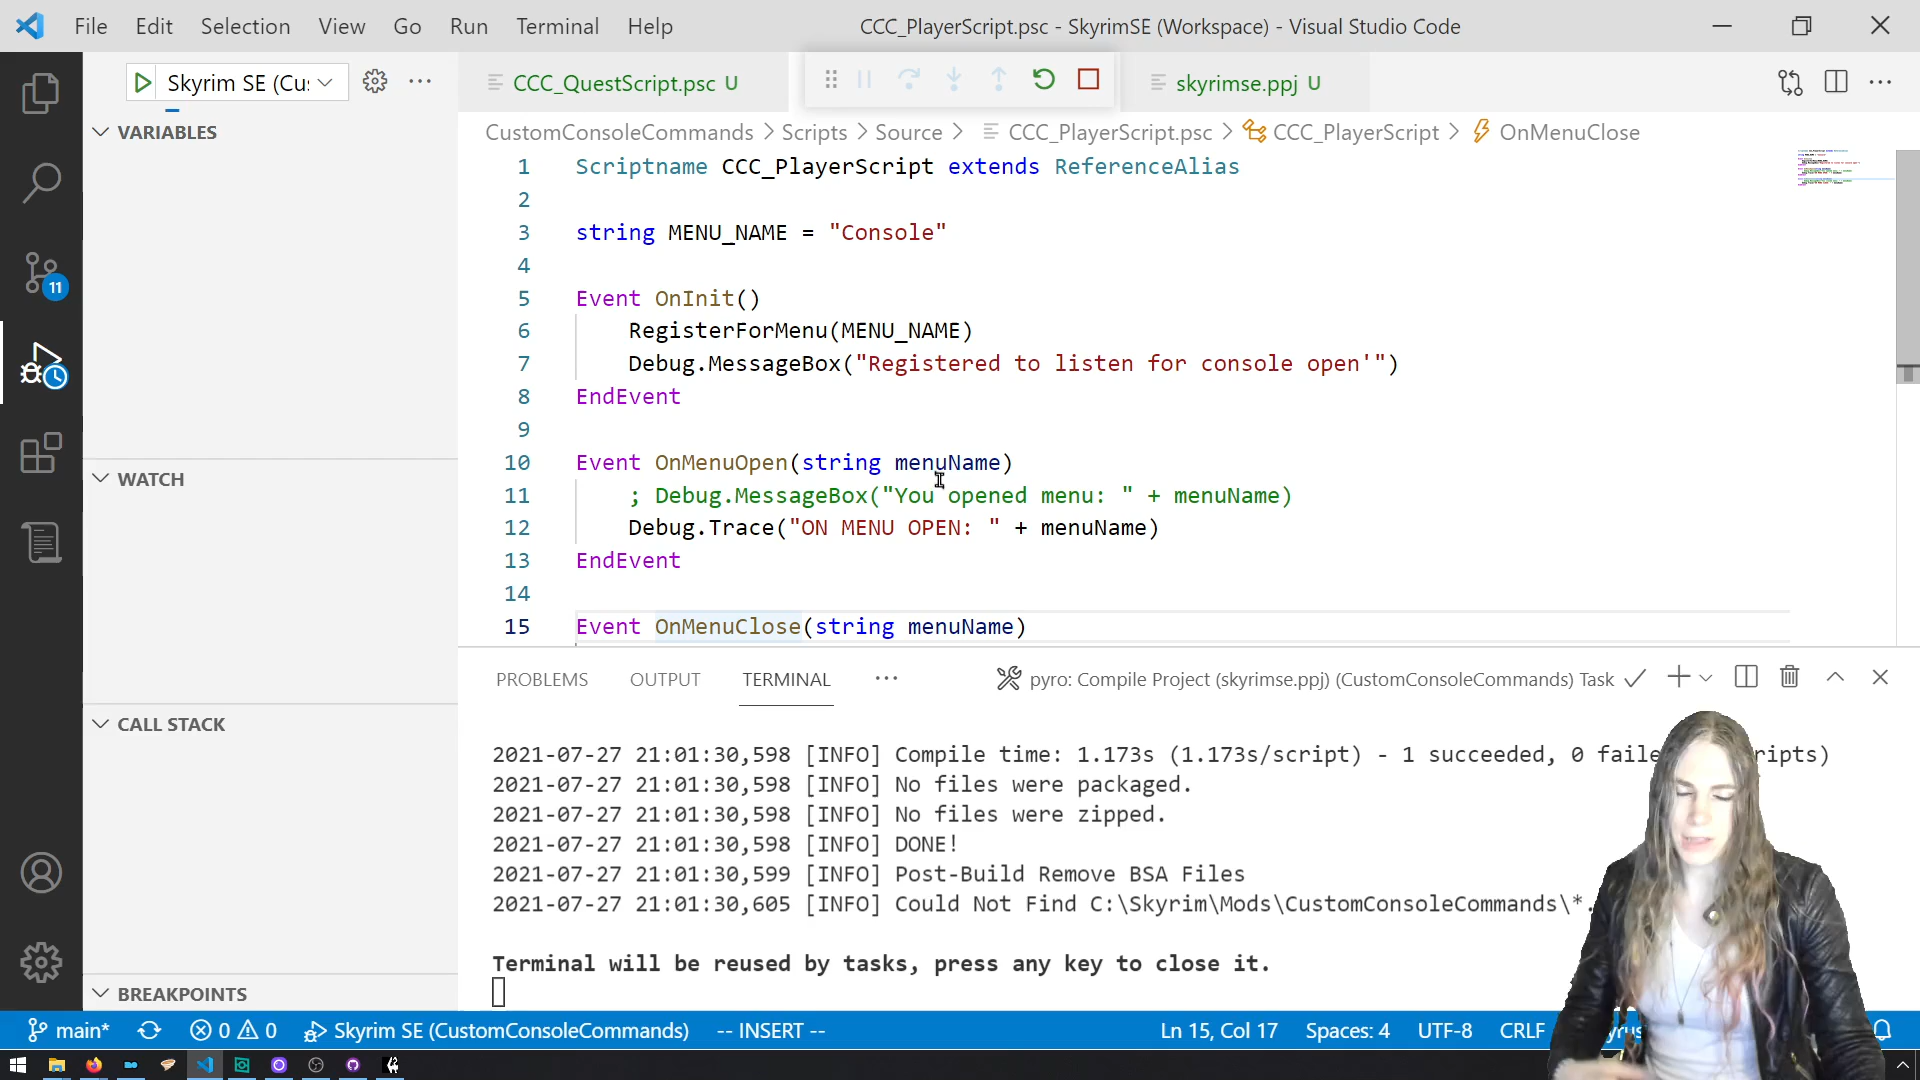 File Edit Selection View Go Run Terminal Help
CCC_PlayerScript.psc - SkyrimSE (Workspace) - Visual Studio Code
Skyrim SE (Cu:
CCC_QuestScript.psc U
skyrimse.ppj U
VARIABLES
CustomConsoleCommands > Scripts > Source > CCC_PlayerScript.psc > CCC_PlayerScript > OnMenuClose
1 Scriptname CCC_PlayerScript extends ReferenceAlias
2
3 string MENU_NAME = "Console"
4
5 Event OnInit()
6 RegisterForMenu(MENU_NAME)
7 Debug.MessageBox("Registered to listen for console open'")
8 EndEvent
9
10 Event OnMenuOpen(string menuName)
11 ; Debug.MessageBox("You opened menu: " + menuName)
12 Debug.Trace("ON MENU OPEN: " + menuName)
13 EndEvent
14
15 Event OnMenuClose(string menuName)
11
WATCH
CALL STACK
BREAKPOINTS
PROBLEMS OUTPUT TERMINAL
pyro: Compile Project (skyrimse.ppj) (CustomConsoleCommands) Task
2021-07-27 21:01:30,598 [INFO] Compile time: 1.173s (1.173s/script) - 1 succeeded, 0 faile ripts)
2021-07-27 21:01:30,598 [INFO] No files were packaged.
2021-07-27 21:01:30,598 [INFO] No files were zipped.
2021-07-27 21:01:30,598 [INFO] DONE!
2021-07-27 21:01:30,599 [INFO] Post-Build Remove BSA Files
2021-07-27 21:01:30,605 [INFO] Could Not Find C:\Skyrim\Mods\CustomConsoleCommands\*.
Terminal will be reused by tasks, press any key to close it.
main* 0 0 Skyrim SE (CustomConsoleCommands) -- INSERT -- Ln 15, Col 17 Spaces: 4 UTF-8 CRLF